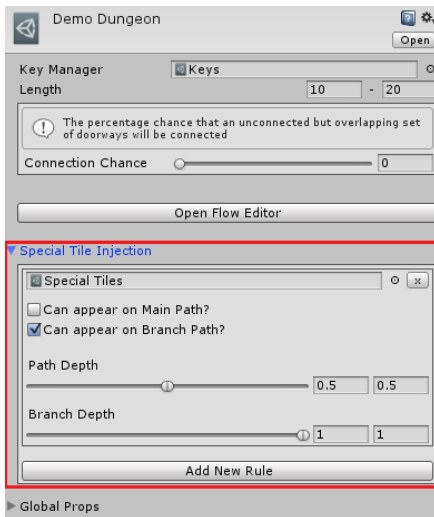 Demo Dungeon
Open
Key Manager Keys
Length 10 - 20
The percentage chance that an unconnected but overlapping set
of doorways will be connected
Connection Chance 0
Open Flow Editor
Special Tile Injection
Special Tiles x
Can appear on Main Path?
Can appear on Branch Path?
Path Depth
0.5 0.5
Branch Depth
1 1
Add New Rule
Global Props